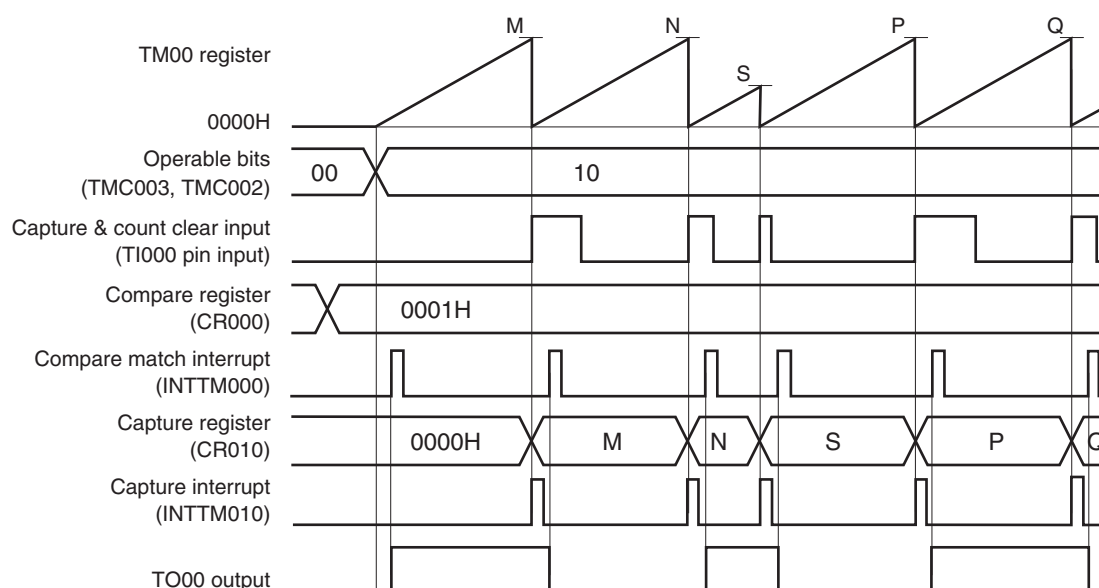 M N S P Q
TM00 register
0000H
Operable bits
(TMC003, TMC002)
00 10
Capture & count clear input
(TI000 pin input)
Compare register
(CR000)
0001H
Compare match interrupt
(INTTM000)
Capture register
(CR010)
0000H M N S P Q
Capture interrupt
(INTTM010)
TO00 output